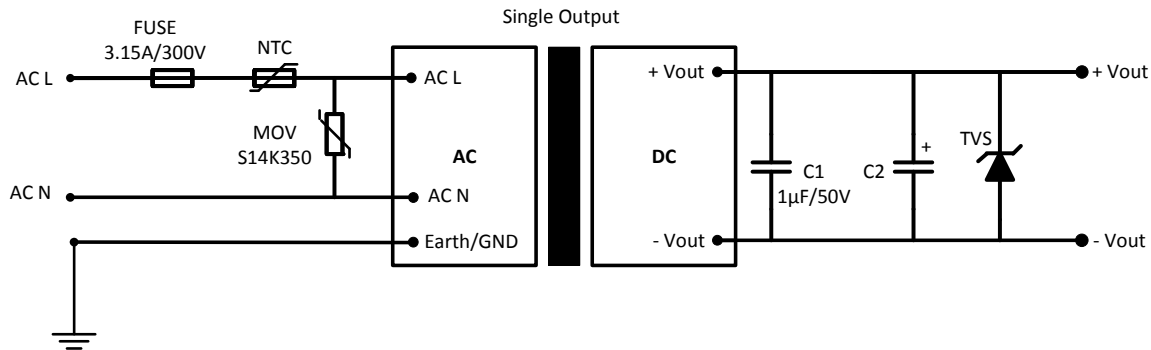 Single Output
FUSE
3.15A/300V
NTC
AC L
AC L
MOV
S14K350
AC
AC N
AC N
Earth/GND
+ Vout
DC
- Vout
C1
1µF/50V
C2
+
TVS
+ Vout
- Vout